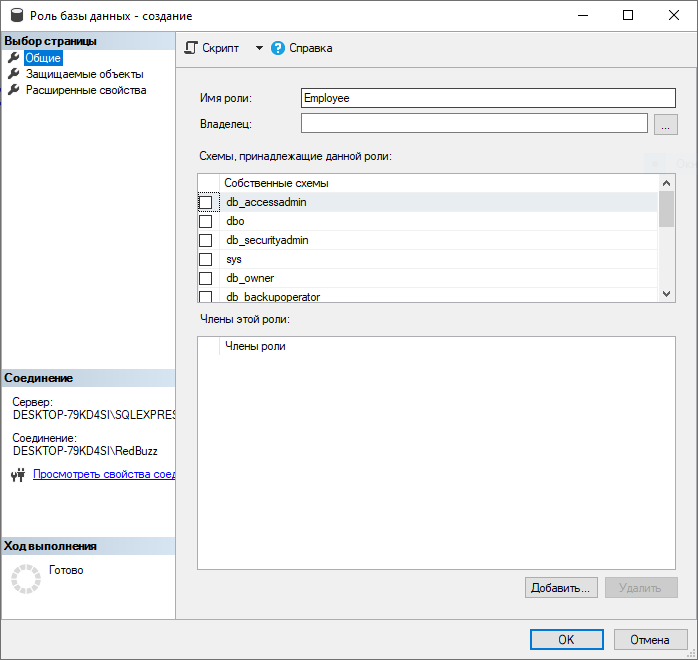 Роль базы данных - создание
Выбор страницы
Общие
Защищаемые объекты
Расширенные свойства
Скрипт
Справка
Имя роли:
Employee
Владелец:
...
Схемы, принадлежащие данной роли:
Собственные схемы
db_accessadmin
dbo
db_securityadmin
sys
db_owner
db_backupoperator
Члены этой роли:
Члены роли
Соединение
Сервер:
DESKTOP-79KD4SI\SQLEXPRES
Соединение:
DESKTOP-79KD4SI\RedBuzz
Просмотреть свойства соед
Ход выполнения
Готово
Добавить...
Удалить
OK
Отмена